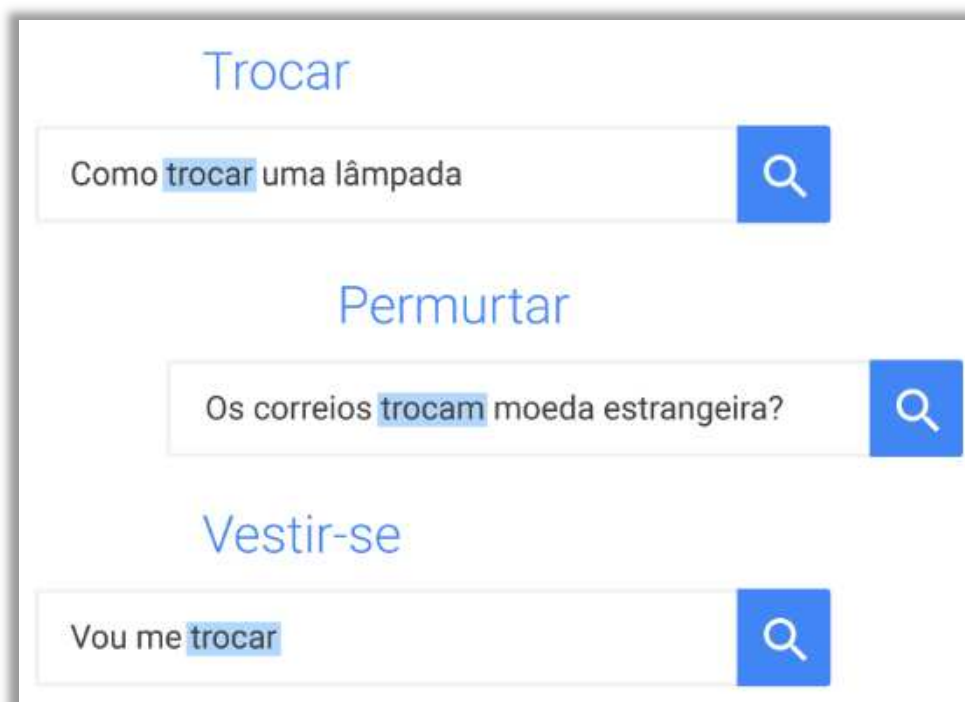 Trocar
Como trocar uma lâmpada
Permurtar
Os correios trocam moeda estrangeira?
Vestir-se
Vou me trocar